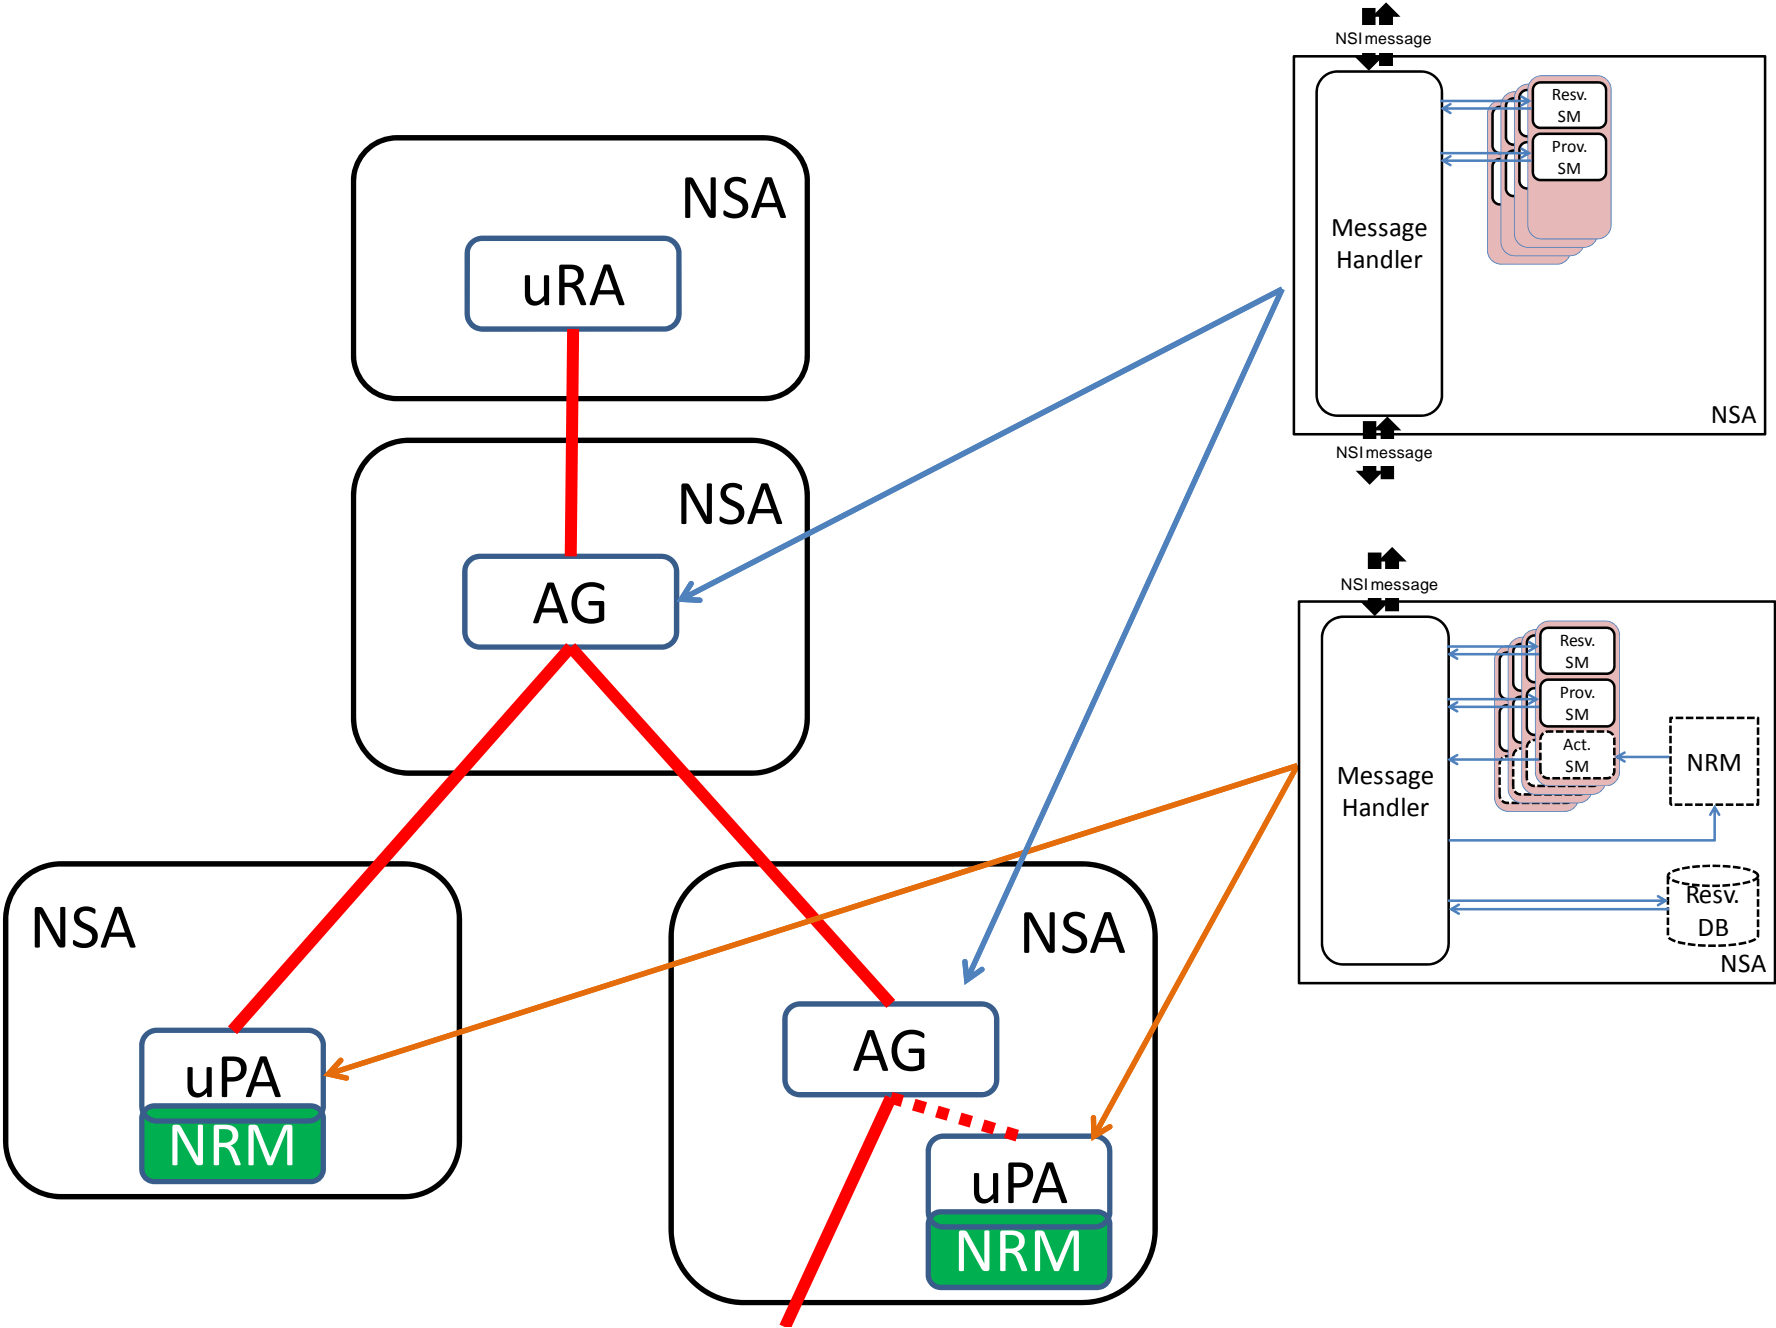 NSA
uRA
NSA
AG
NSA
uPA
NRM
NSA
AG
uPA
NRM
NSI message
Resv.
SM
Prov.
SM
Message
Handler
NSA
NSI message
NSI message
Resv.
SM
Prov.
SM
Act.
SM
NRM
Message
Handler
Resv.
DB
NSA